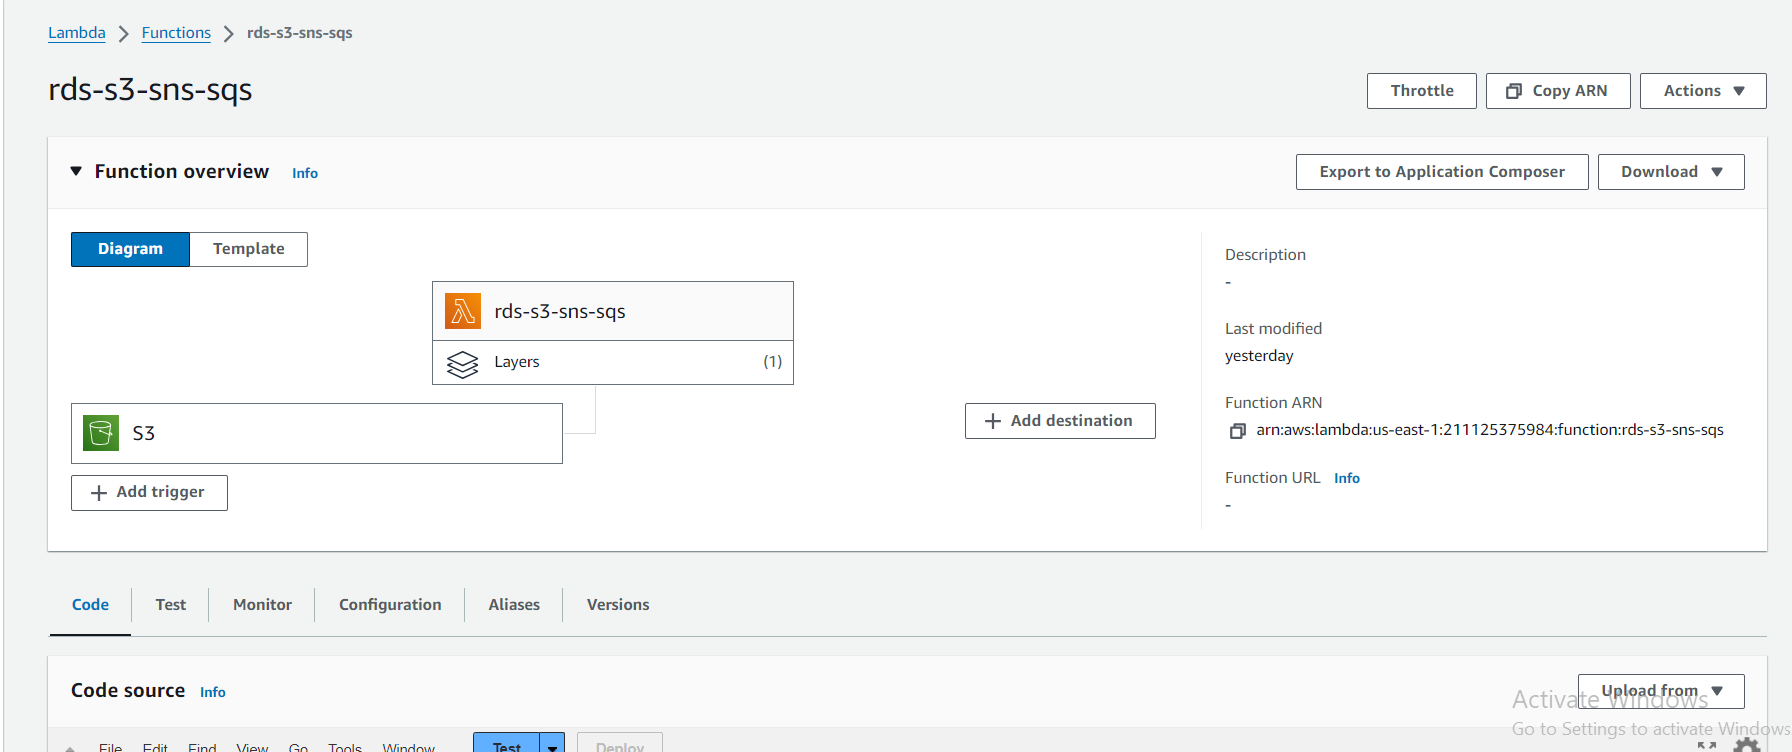 Lambda > Functions > rds-s3-sns-sqs
rds-s3-sns-sqs
Throttle
Copy ARN
Actions
Function overview Info
Export to Application Composer
Download
Diagram
Template
rds-s3-sns-sqs
Layers (1)
S3
+ Add trigger
+ Add destination
Description
-
Last modified
yesterday
Function ARN
arn:aws:lambda:us-east-1:211125375984:function:rds-s3-sns-sqs
Function URL Info
-
Code
Test
Monitor
Configuration
Aliases
Versions
Code source Info
Upload from
File Edit Find View Go Tools Window
Test
Deploy
Activate Windows
Go to Settings to activate Windows